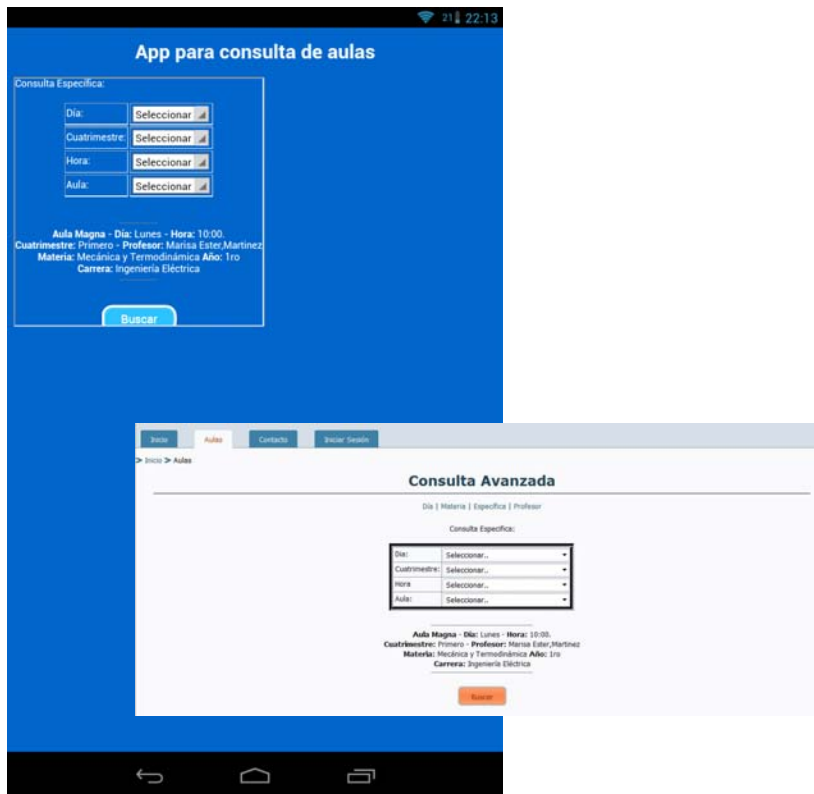 21 22:13
App para consulta de aulas
Consulta Específica:
Día: Seleccionar
Cuatrimestre: Seleccionar
Hora: Seleccionar
Aula: Seleccionar
Aula Magna - Día: Lunes - Hora: 10:00.
Cuatrimestre: Primero - Profesor: Marisa Ester,Martinez
Materia: Mecánica y Termodinámica Año: 1ro
Carrera: Ingeniería Eléctrica
Buscar
Inicio Aulas Contacto Iniciar Sesión
> Inicio > Aulas
Consulta Avanzada
Día | Materia | Específica | Profesor
Consulta Especifica:
Día: Seleccionar..
Cuatrimestre: Seleccionar..
Hora Seleccionar..
Aula: Seleccionar..
Aula Magna - Día: Lunes - Hora: 10:00.
Cuatrimestre: Primero - Profesor: Marisa Ester,Martinez
Materia: Mecánica y Termodinámica Año: 1ro
Carrera: Ingeniería Eléctrica
Buscar